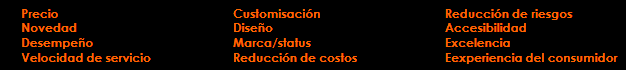 Precio
Novedad
Desempeño
Velocidad de servicio
Customisación
Diseño
Marca/status
Reducción de costos
Reducción de riesgos
Accesibilidad
Excelencia
Eexperiencia del consumidor